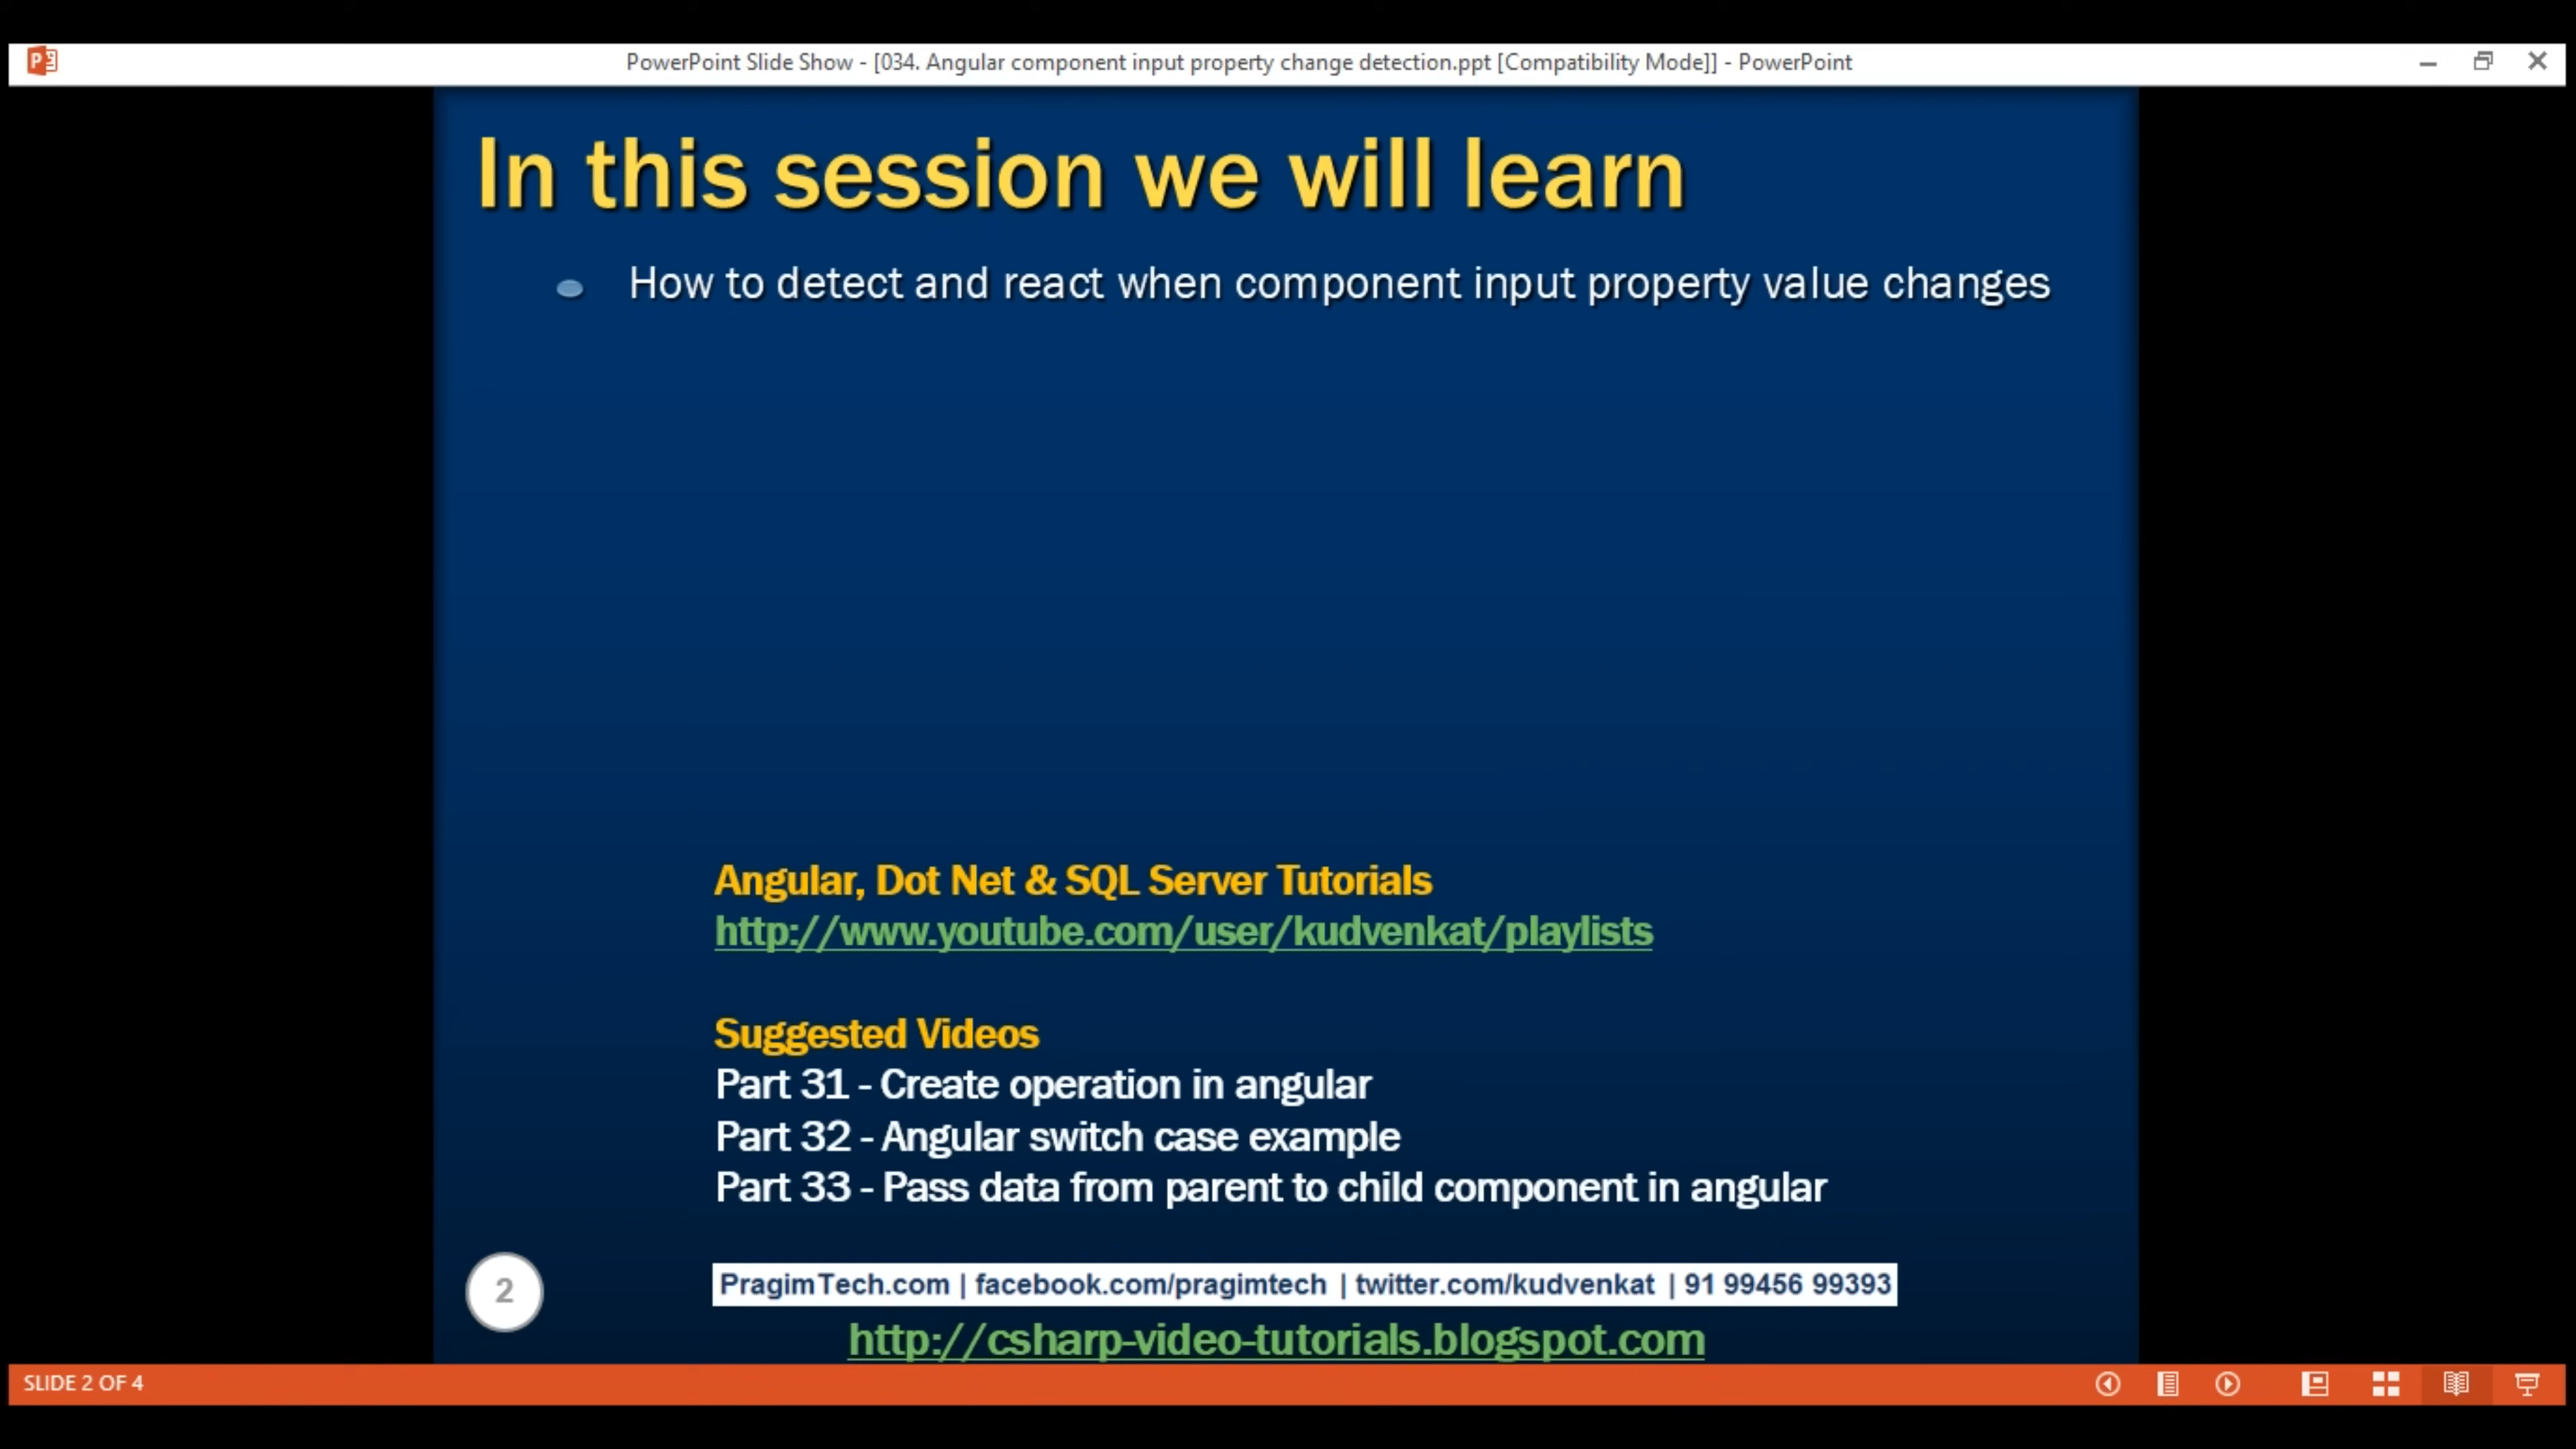 PowerPoint Slide Show - [034. Angular component input property change detection.ppt [Compatibility Mode]] - PowerPoint
In this session we will learn
How to detect and react when component input property value changes
Angular, Dot Net & SQL Server Tutorials
http://www.youtube.com/user/kudvenkat/playlists
Suggested Videos
Part 31 - Create operation in angular
Part 32 - Angular switch case example
Part 33 - Pass data from parent to child component in angular
2
PragimTech.com | facebook.com/pragimtech | twitter.com/kudvenkat | 91 99456 99393
http://csharp-video-tutorials.blogspot.com
SLIDE 2 OF 4